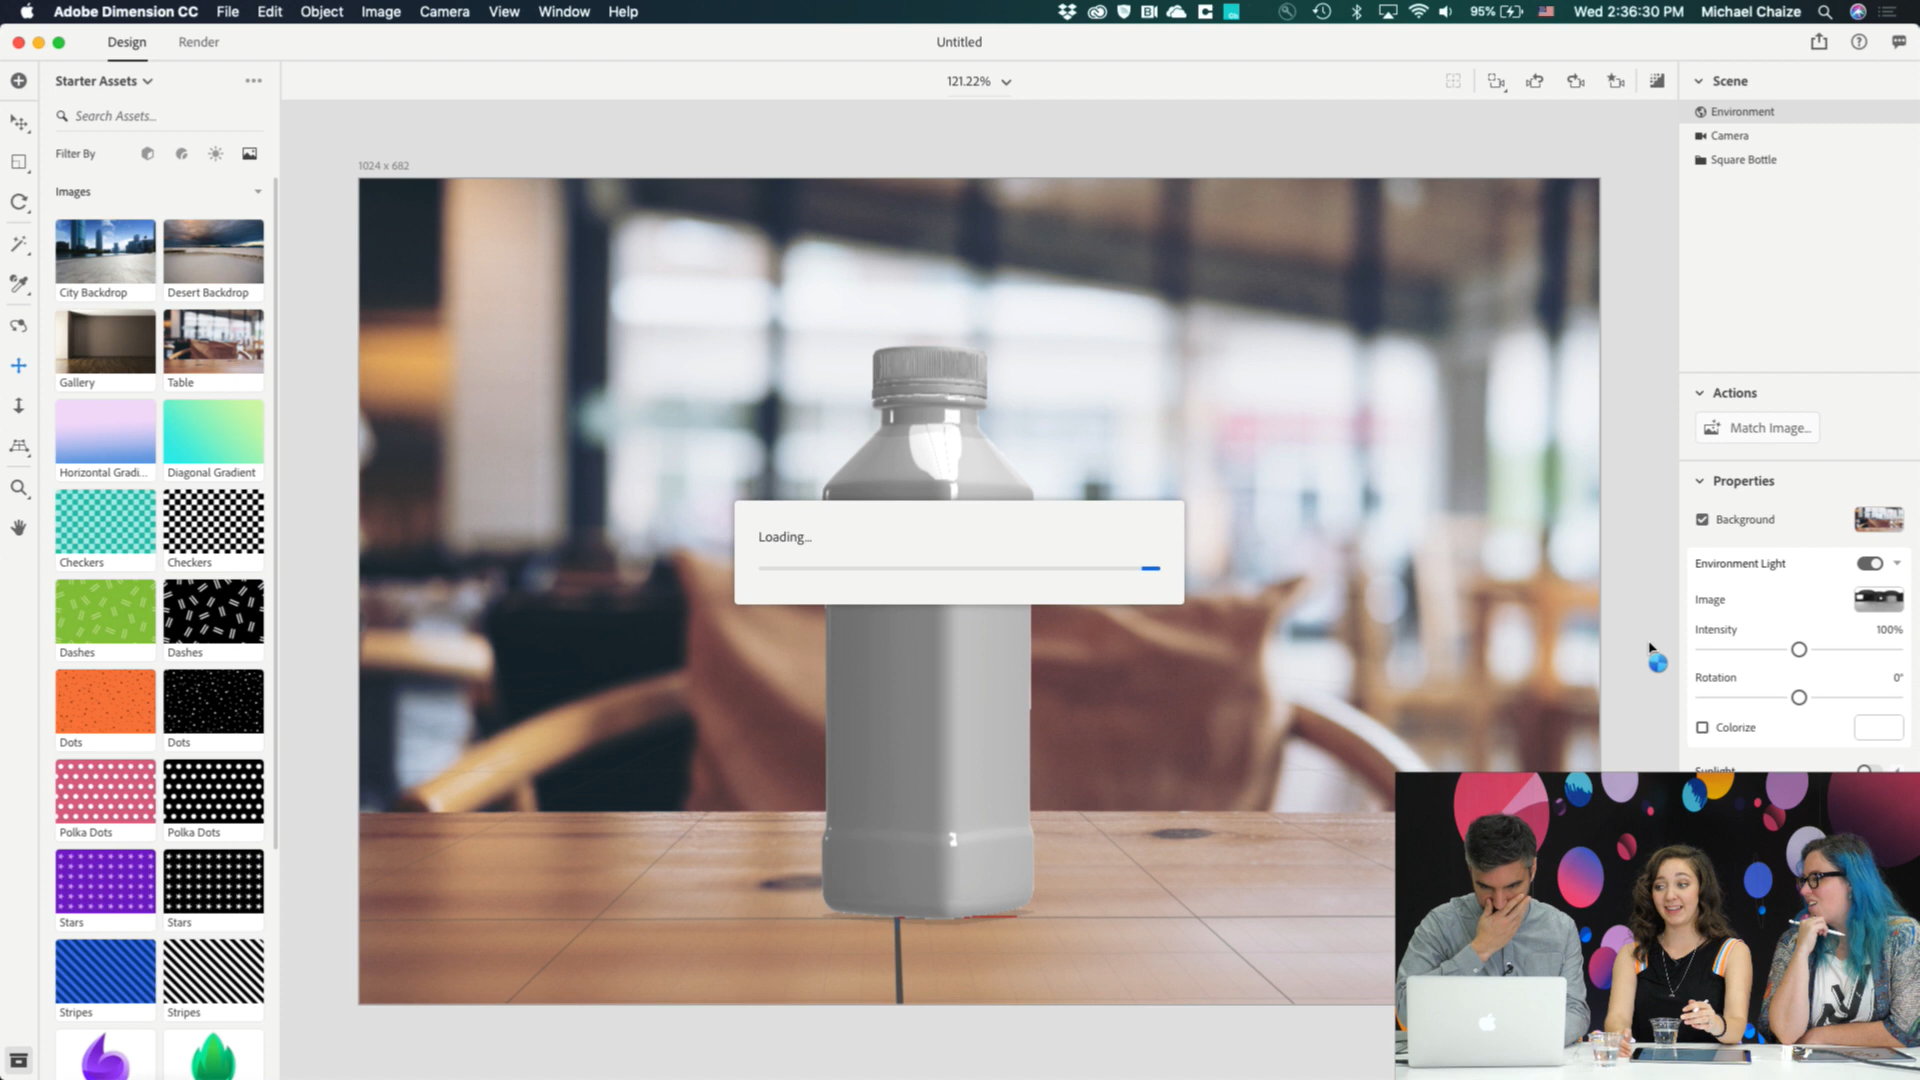 Adobe Dimension CC File Edit Object Image Camera View Window Help
95% Wed 2:36:30 PM Michael Chaize
Design Render Untitled
Starter Assets
121.22%
Search Assets...
Filter By
Images
City Backdrop Desert Backdrop
Gallery Table
Horizontal Gradi... Diagonal Gradient
Checkers Checkers
Dashes Dashes
Dots Dots
Polka Dots Polka Dots
Stars Stars
Stripes Stripes
1024 x 682
Loading...
Scene
Environment
Camera
Square Bottle
Actions
Match Image...
Properties
Background
Environment Light
Image
Intensity 100%
Rotation 0°
Colorize
Sunlight